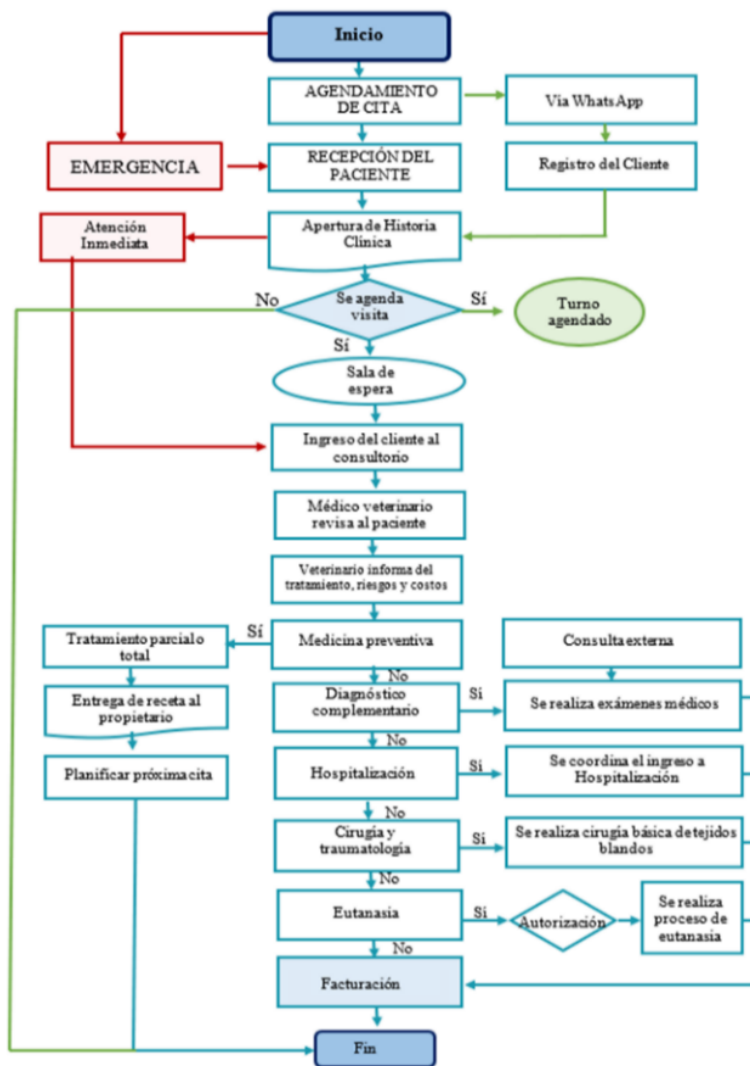 Inicio
AGENDAMIENTO
DE CITA
Vía WhatsApp
EMERGENCIA
RECEPCIÓN DEL
PACIENTE
Registro del Cliente
Atención
Inmediata
Apertura de Historia
Clínica
No
Se agenda
visita
Sí
Turno
agendado
Sí
Sala de
espera
Ingreso del cliente al
consultorio
Médico veterinario
revisa al paciente
Veterinario informa del
tratamiento, riesgos y costos
Tratamiento parcial o
total
Sí
Medicina preventiva
Consulta externa
No
Entrega de receta al
propietario
Diagnóstico
complementario
Sí
Se realiza exámenes médicos
No
Planificar próxima cita
Hospitalización
Sí
Se coordina el ingreso a
Hospitalización
No
Cirugía y
traumatología
Sí
Se realiza cirugía básica de tejidos
blandos
No
Eutanasia
Sí
Autorización
Se realiza
proceso de
eutanasia
No
Facturación
Fin